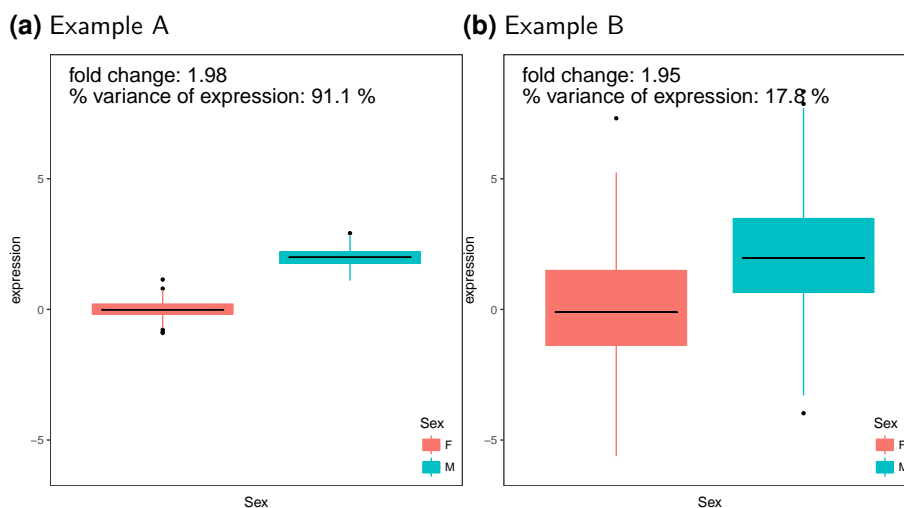 (a) Example A
fold change: 1.98
% variance of expression: 91.1 %
5
0
−5
expression
Sex
F
M
Sex
(b) Example B
fold change: 1.95
% variance of expression: 17.8 %
5
0
−5
expression
Sex
F
M
Sex